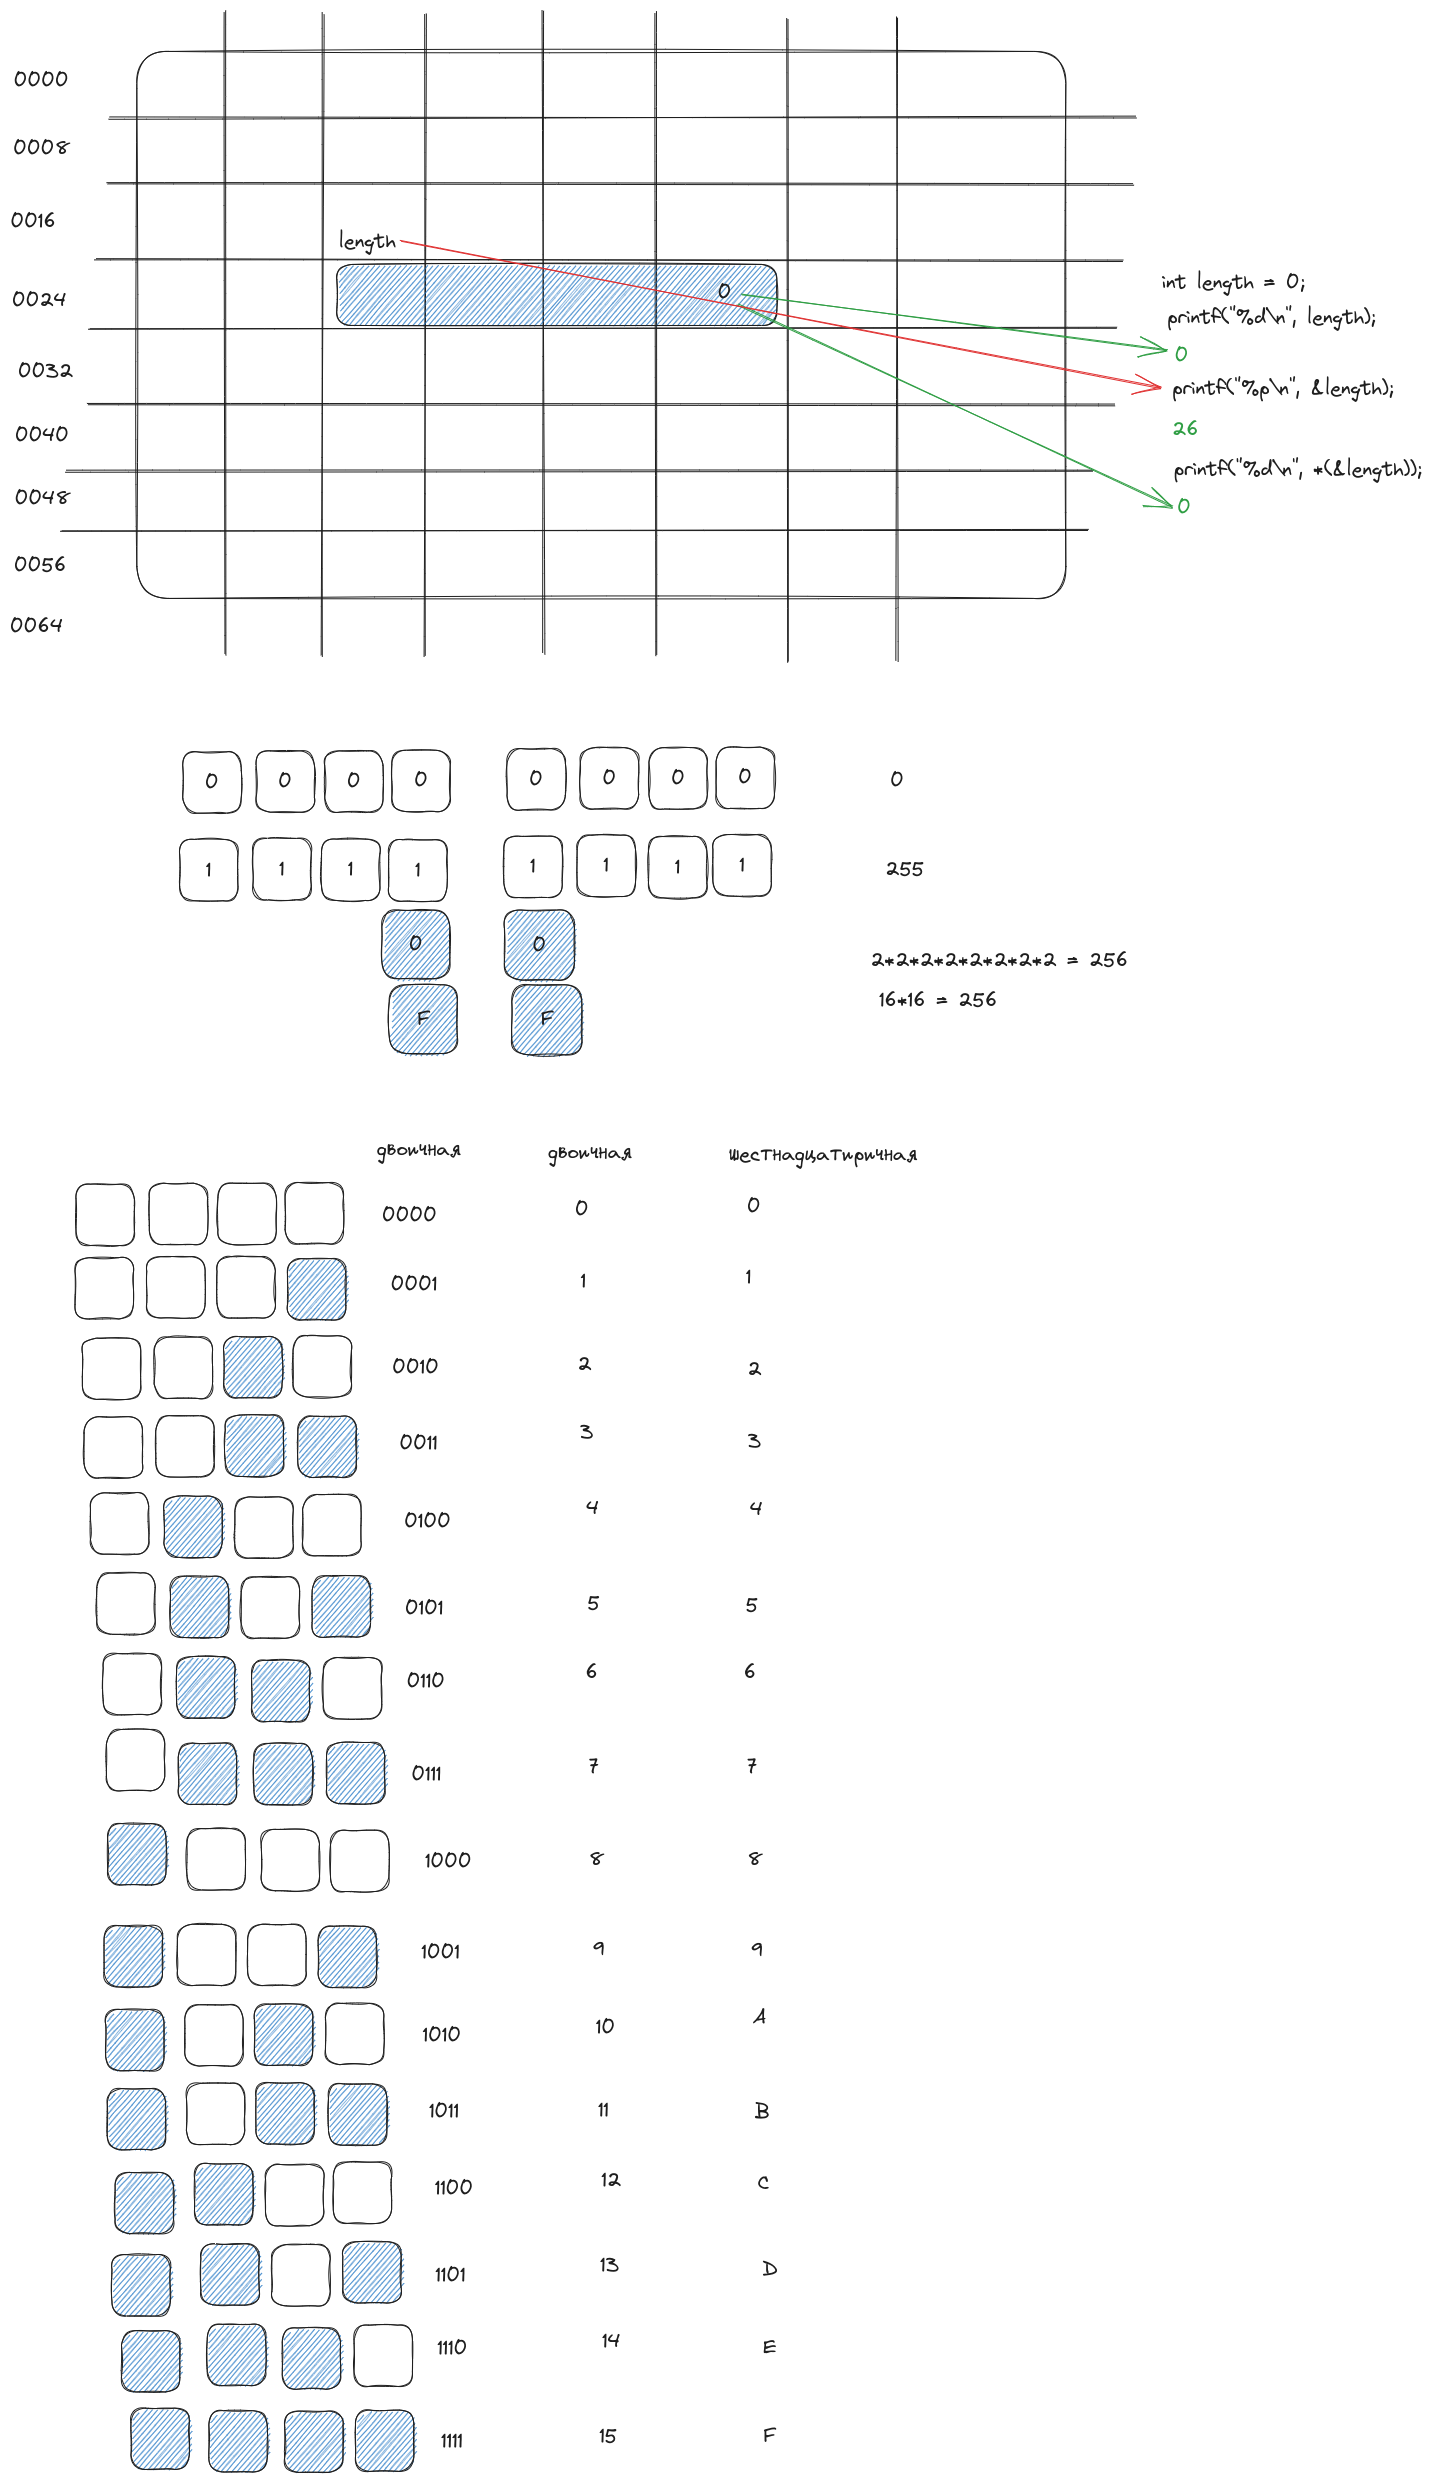 0000
0008
0016
length
0024
0
int length = 0;
printf("%d\n", length);
0
0032
printf("%p\n", &length);
0040
26
0048
printf("%d\n", *(&length));
0
0056
0064
0 0 0 0 0 0 0 0 0
1 1 1 1 1 1 1 1 255
0 0
2*2*2*2*2*2*2*2 = 256
16*16 = 256
F F
двоичная двоичная шестнадцатиричная
0000 0 0
0001 1 1
0010 2 2
0011 3 3
0100 4 4
0101 5 5
0110 6 6
0111 7 7
1000 8 8
1001 9 9
1010 10 A
1011 11 B
1100 12 C
1101 13 D
1110 14 E
1111 15 F